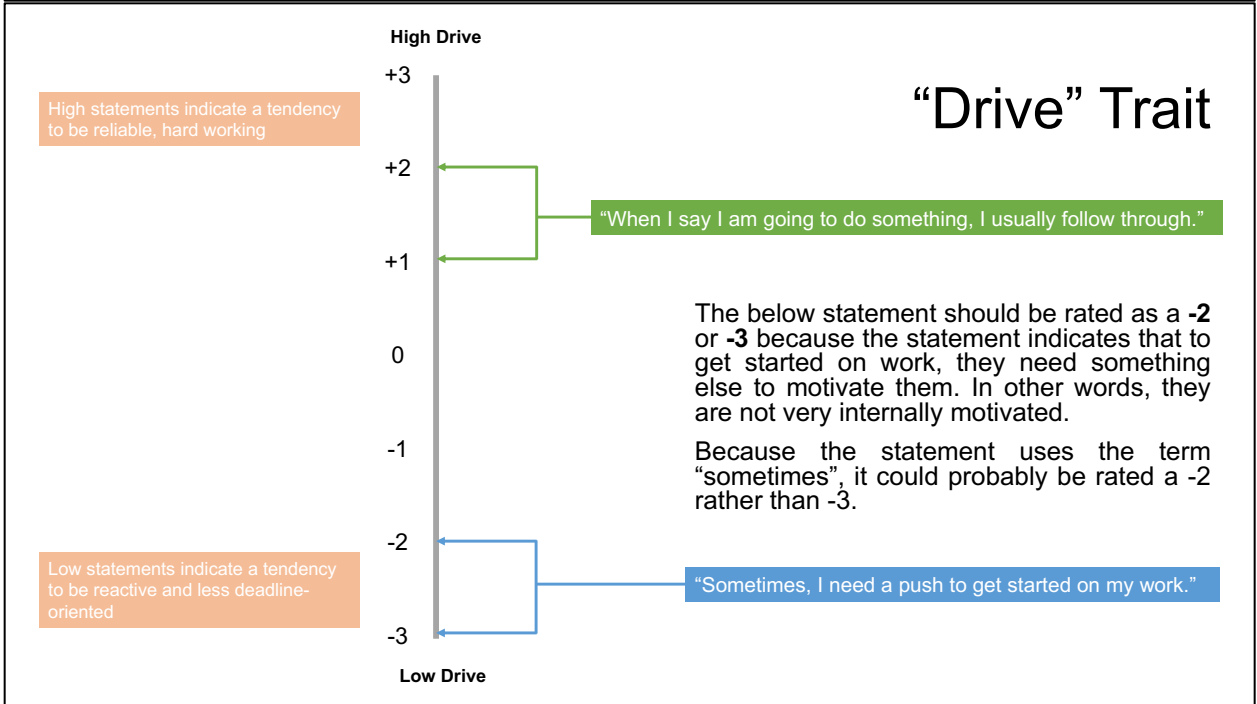 High Drive
+3
“Drive” Trait
High statements indicate a tendency
to be reliable, hard working
+2
“When I say I am going to do something, I usually follow through.”
+1
The below statement should be rated as a -2
or -3 because the statement indicates that to
get started on work, they need something
else to motivate them. In other words, they
are not very internally motivated.
0
-1
Because the statement uses the term
“sometimes”, it could probably be rated a -2
rather than -3.
-2
Low statements indicate a tendency
to be reactive and less deadline-
oriented
“Sometimes, I need a push to get started on my work.”
-3
Low Drive